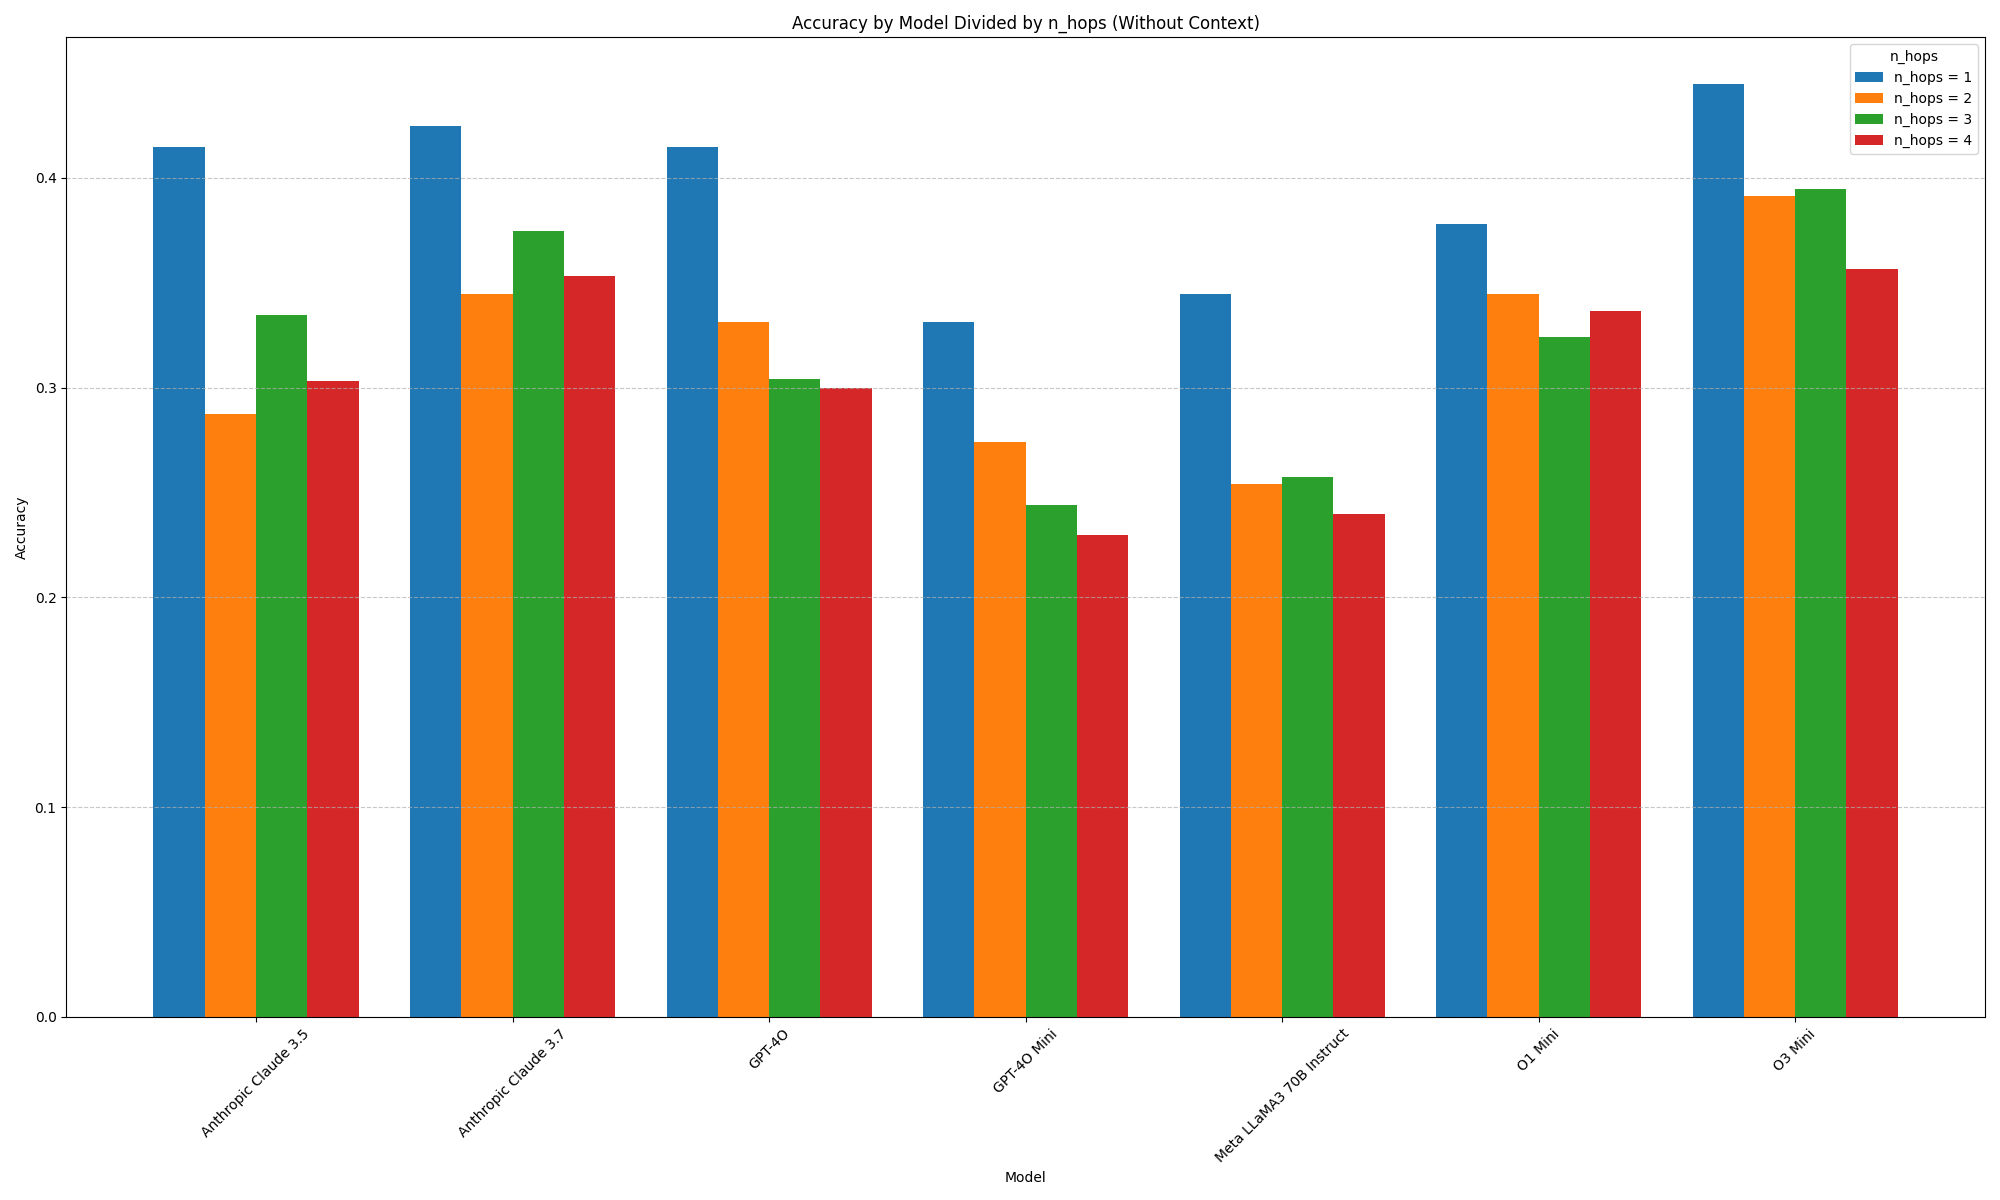 Accuracy by Model Divided by n_hops (Without Context)
n_hops
n_hops = 1
n_hops = 2
n_hops = 3
n_hops = 4
Accuracy
0.4
0.3
0.2
0.1
0.0
Anthropic Claude 3.5
Anthropic Claude 3.7
GPT-4O
GPT-4O Mini
Meta LLaMA3 70B Instruct
O1 Mini
O3 Mini
Model